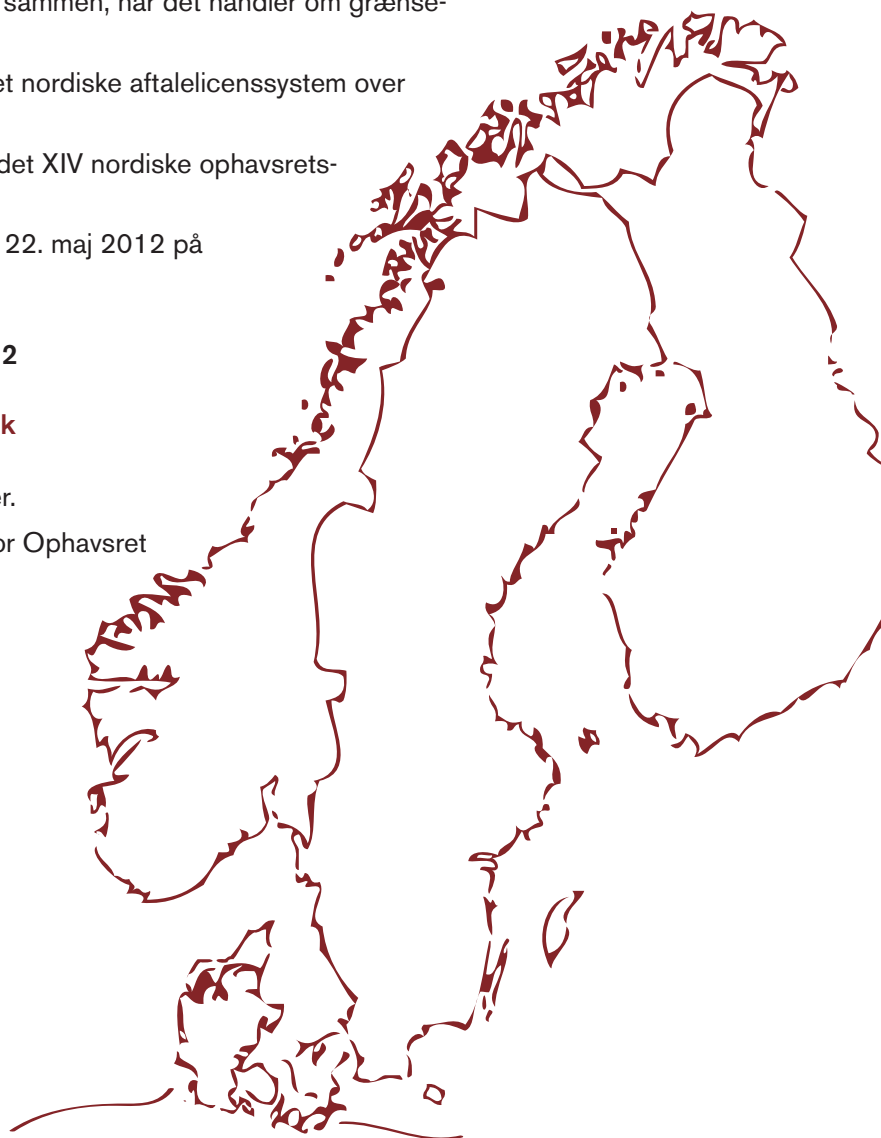 sammen, når det handler om grænse-
et nordiske aftalelicenssystem over
det XIV nordiske ophavsrets-
22. maj 2012 på
2
k
er.
or Ophavsret